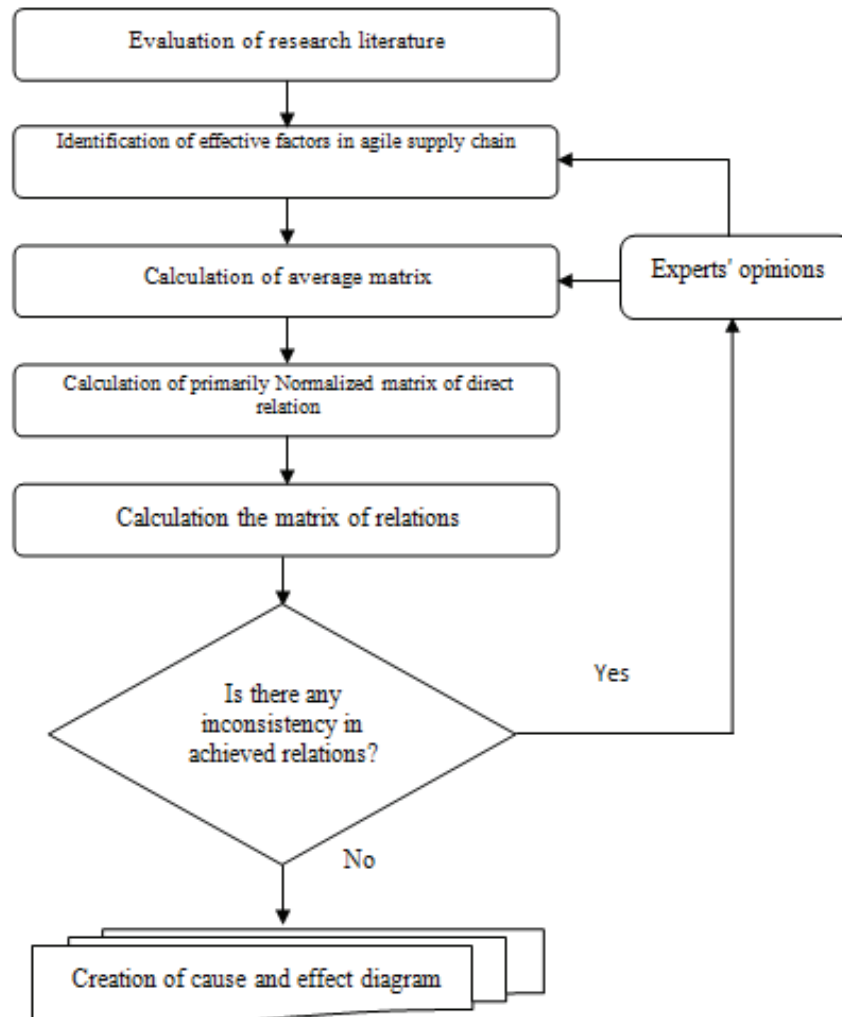 Evaluation of research literature
Identification of effective factors in agile supply chain
Calculation of average matrix
Experts' opinions
Calculation of primarily Normalized matrix of direct
relation
Calculation the matrix of relations
Is there any
inconsistency in
achieved relations?
Yes
No
Creation of cause and effect diagram